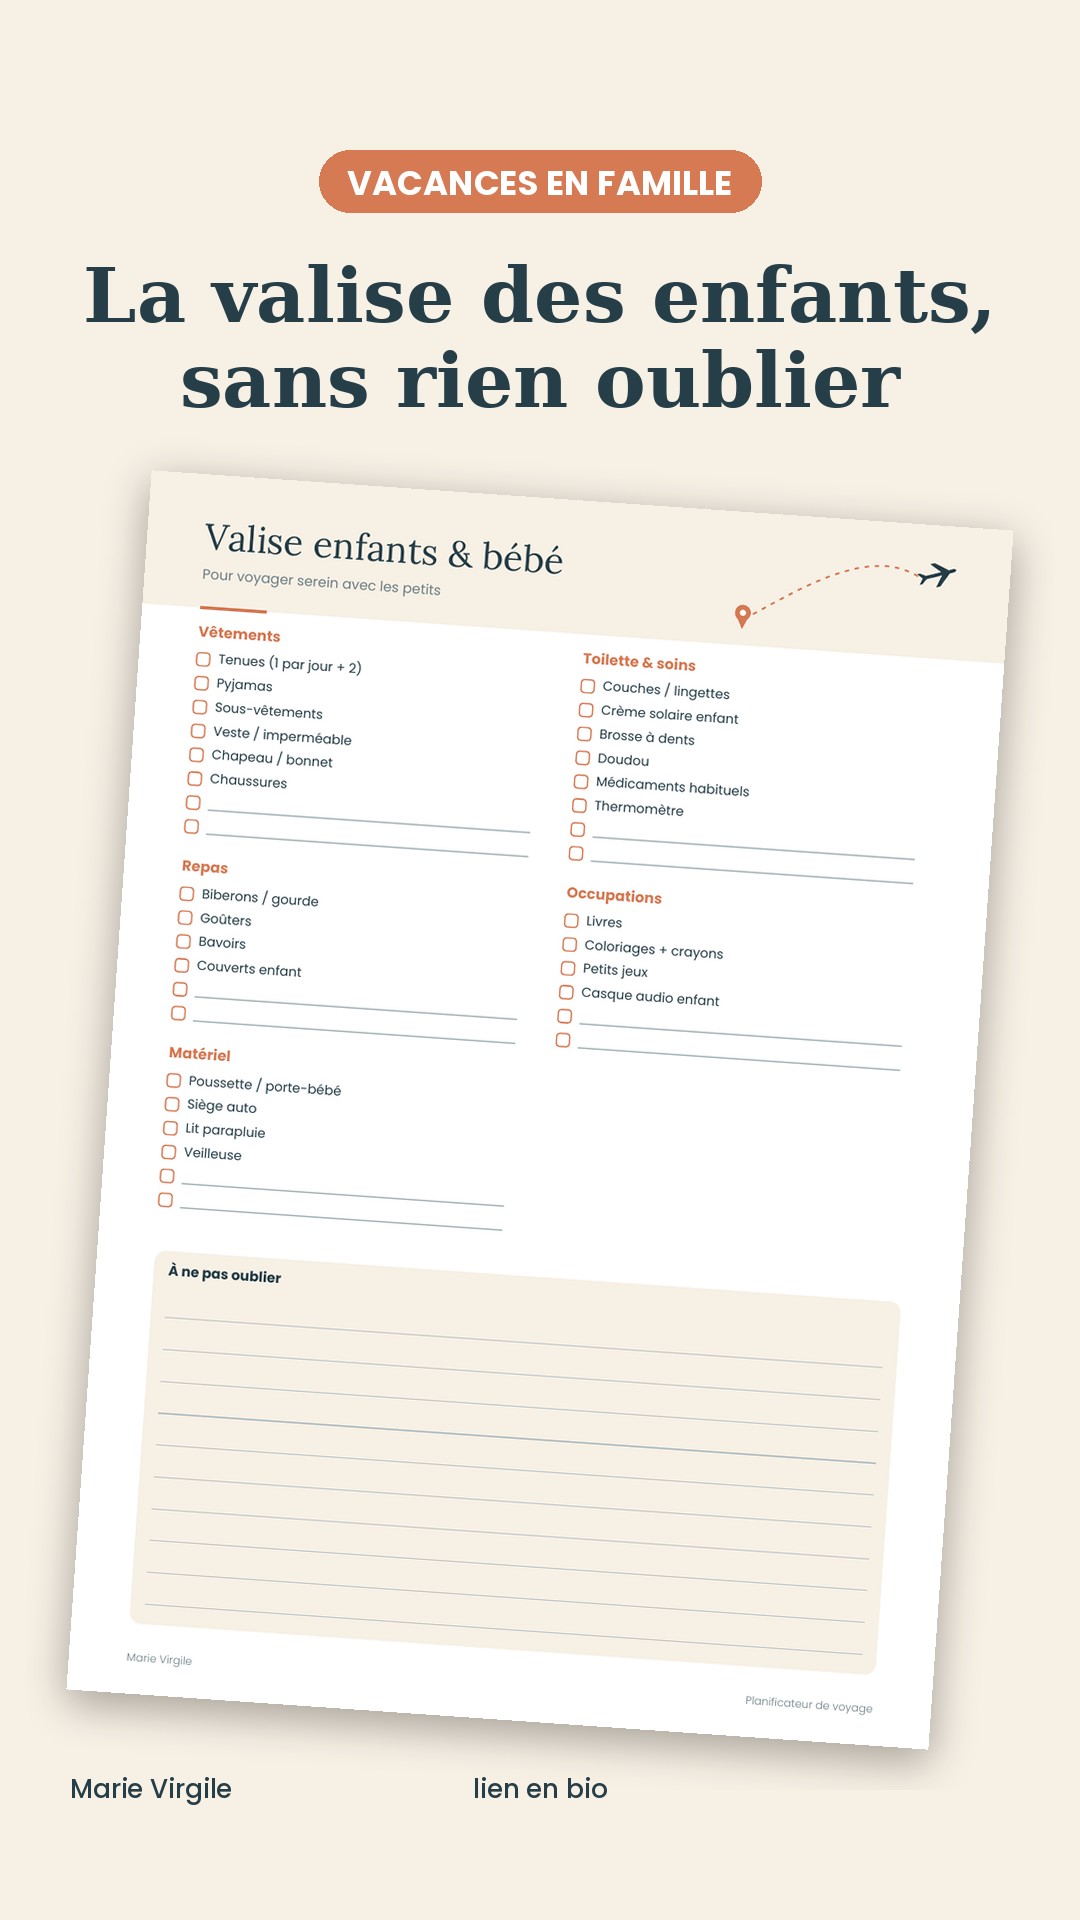 VACANCES EN FAMILLE
La valise des enfants,
sans rien oublier
Valise enfants & bébé
Pour voyager serein avec les petits
Vêtements
Tenues (1 par jour + 2)
Pyjamas
Sous-vêtements
Veste / imperméable
Chapeau / bonnet
Chaussures
Repas
Biberons / gourde
Goûters
Bavoirs
Couverts enfant
Matériel
Poussette / porte-bébé
Siège auto
Lit parapluie
Veilleuse
Toilette & soins
Couches / lingettes
Crème solaire enfant
Brosse à dents
Doudou
Médicaments habituels
Thermomètre
Occupations
Livres
Coloriages + crayons
Petits jeux
Casque audio enfant
À ne pas oublier
Marie Virgile
Planificateur de voyage
Marie Virgile
lien en bio